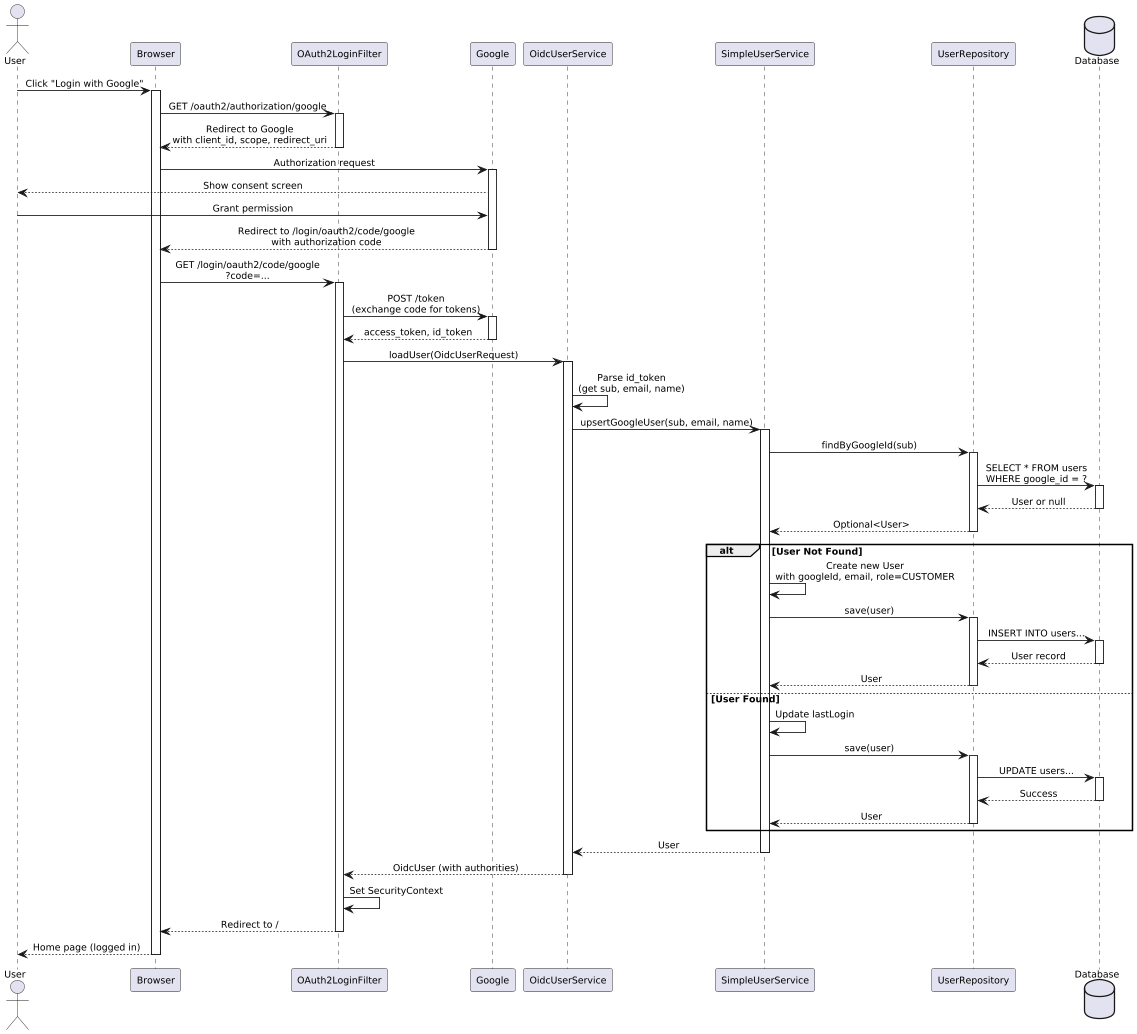 User
Browser
OAuth2LoginFilter
Google
OidcUserService
SimpleUserService
UserRepository
Database
Click "Login with Google"
GET /oauth2/authorization/google
Redirect to Google
with client_id, scope, redirect_uri
Authorization request
Show consent screen
Grant permission
Redirect to /login/oauth2/code/google
with authorization code
GET /login/oauth2/code/google
?code=...
POST /token
(exchange code for tokens)
access_token, id_token
loadUser(OidcUserRequest)
Parse id_token
(get sub, email, name)
upsertGoogleUser(sub, email, name)
findByGoogleId(sub)
SELECT * FROM users
WHERE google_id = ?
User or null
Optional<User>
alt
[User Not Found]
Create new User
with googleId, email, role=CUSTOMER
save(user)
INSERT INTO users...
User record
User
[User Found]
Update lastLogin
save(user)
UPDATE users...
Success
User
User
OidcUser (with authorities)
Set SecurityContext
Redirect to /
Home page (logged in)
User
Browser
OAuth2LoginFilter
Google
OidcUserService
SimpleUserService
UserRepository
Database